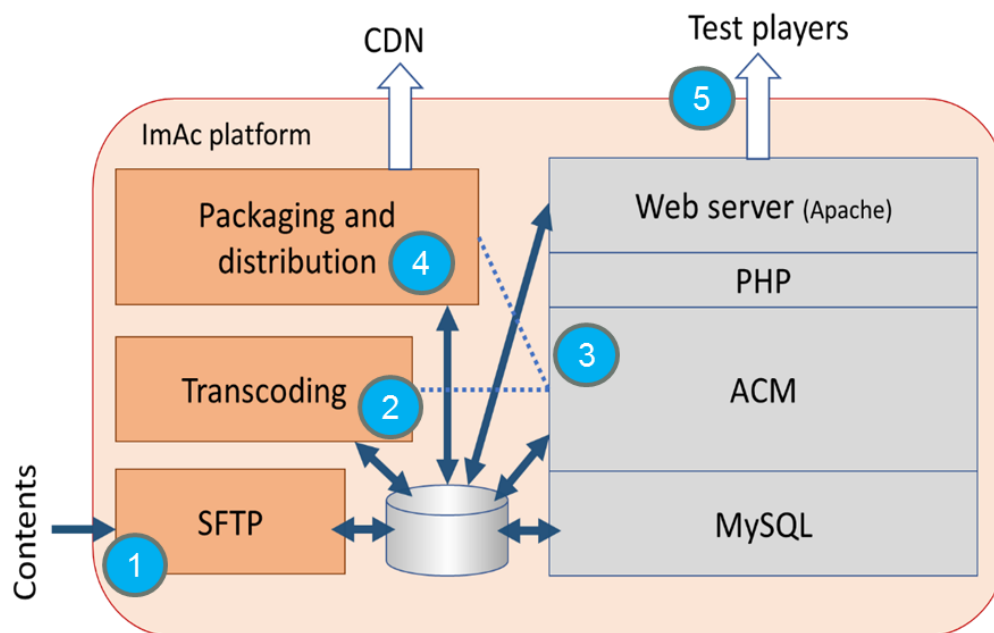 CDN
Test players
5
ImAc platform
Packaging and
distribution
4
Web server (Apache)
PHP
3
Transcoding
2
ACM
Contents
SFTP
1
MySQL